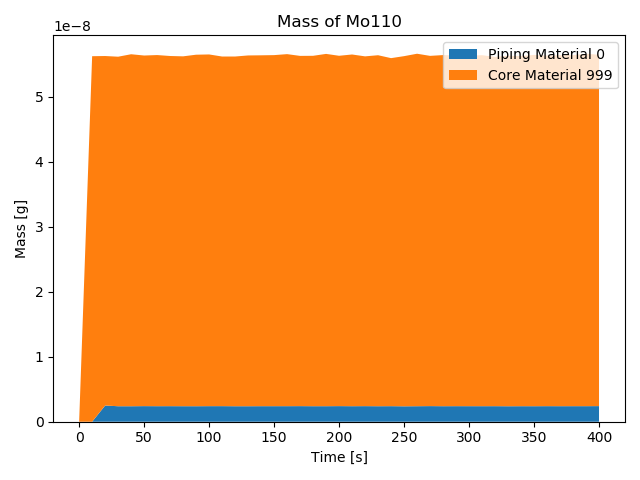 Mass of Mo110
1e−8
Piping Material 0
Core Material 999
5
4
3
2
1
0
Mass [g]
0 50 100 150 200 250 300 350 400
Time [s]